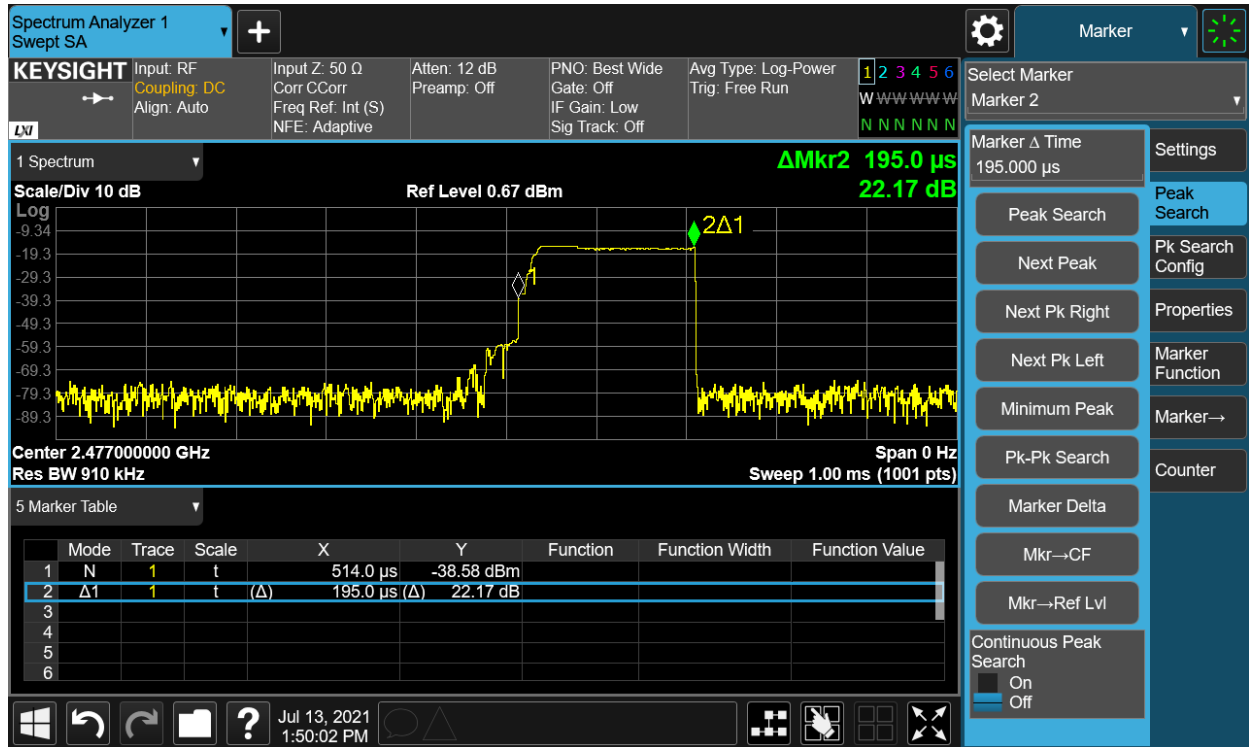 Spectrum Analyzer 1
Swept SA
Marker
KEYSIGHT
LXI
Input: RF
Coupling: DC
Align: Auto
Input Z: 50 Ω
Corr CCorr
Freq Ref: Int (S)
NFE: Adaptive
Atten: 12 dB
Preamp: Off
PNO: Best Wide
Gate: Off
IF Gain: Low
Sig Track: Off
Avg Type: Log-Power
Trig: Free Run
1 2 3 4 5 6
W W W W W W
N N N N N N
Select Marker
Marker 2
1 Spectrum
ΔMkr2 195.0 µs
22.17 dB
Scale/Div 10 dB
Ref Level 0.67 dBm
Log
-9.34
-19.3
-29.3
-39.3
-49.3
-59.3
-69.3
-79.3
-89.3
2Δ1
1
Center 2.477000000 GHz
Span 0 Hz
Res BW 910 kHz
Sweep 1.00 ms (1001 pts)
5 Marker Table
Mode Trace Scale X Y Function Function Width Function Value
1 N 1 t 514.0 µs -38.58 dBm
2 Δ1 1 t (Δ) 195.0 µs (Δ) 22.17 dB
3
4
5
6
Marker Δ Time
195.000 µs
Peak Search
Next Peak
Next Pk Right
Next Pk Left
Minimum Peak
Pk-Pk Search
Marker Delta
Mkr→CF
Mkr→Ref Lvl
Continuous Peak
Search
On
Off
Settings
Peak
Search
Pk Search
Config
Properties
Marker
Function
Marker→
Counter
?
Jul 13, 2021
1:50:02 PM